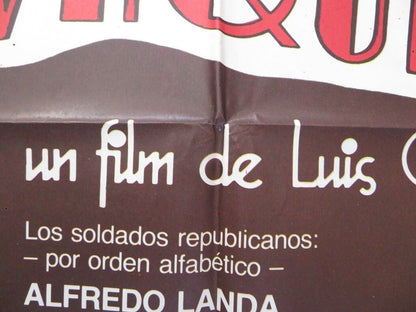 un film de Luis
Los soldados republicanos:
– por orden alfabético –
ALFREDO LANDA